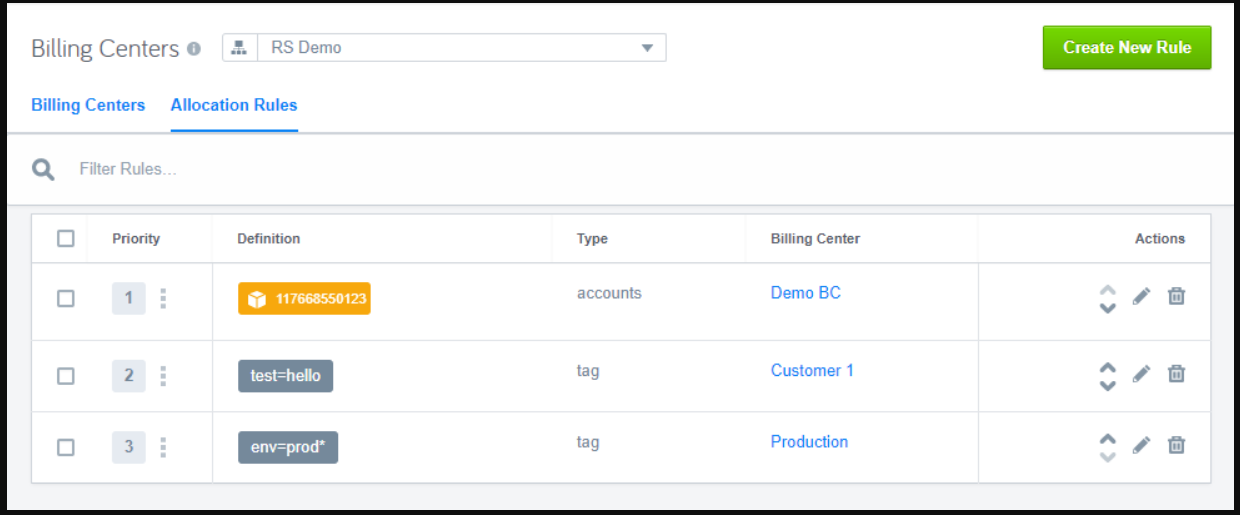 Billing Centers RS Demo Create New Rule
Billing Centers Allocation Rules
Filter Rules...
Priority Definition Type Billing Center Actions
1 117668550123 accounts Demo BC
2 test=hello tag Customer 1
3 env=prod* tag Production